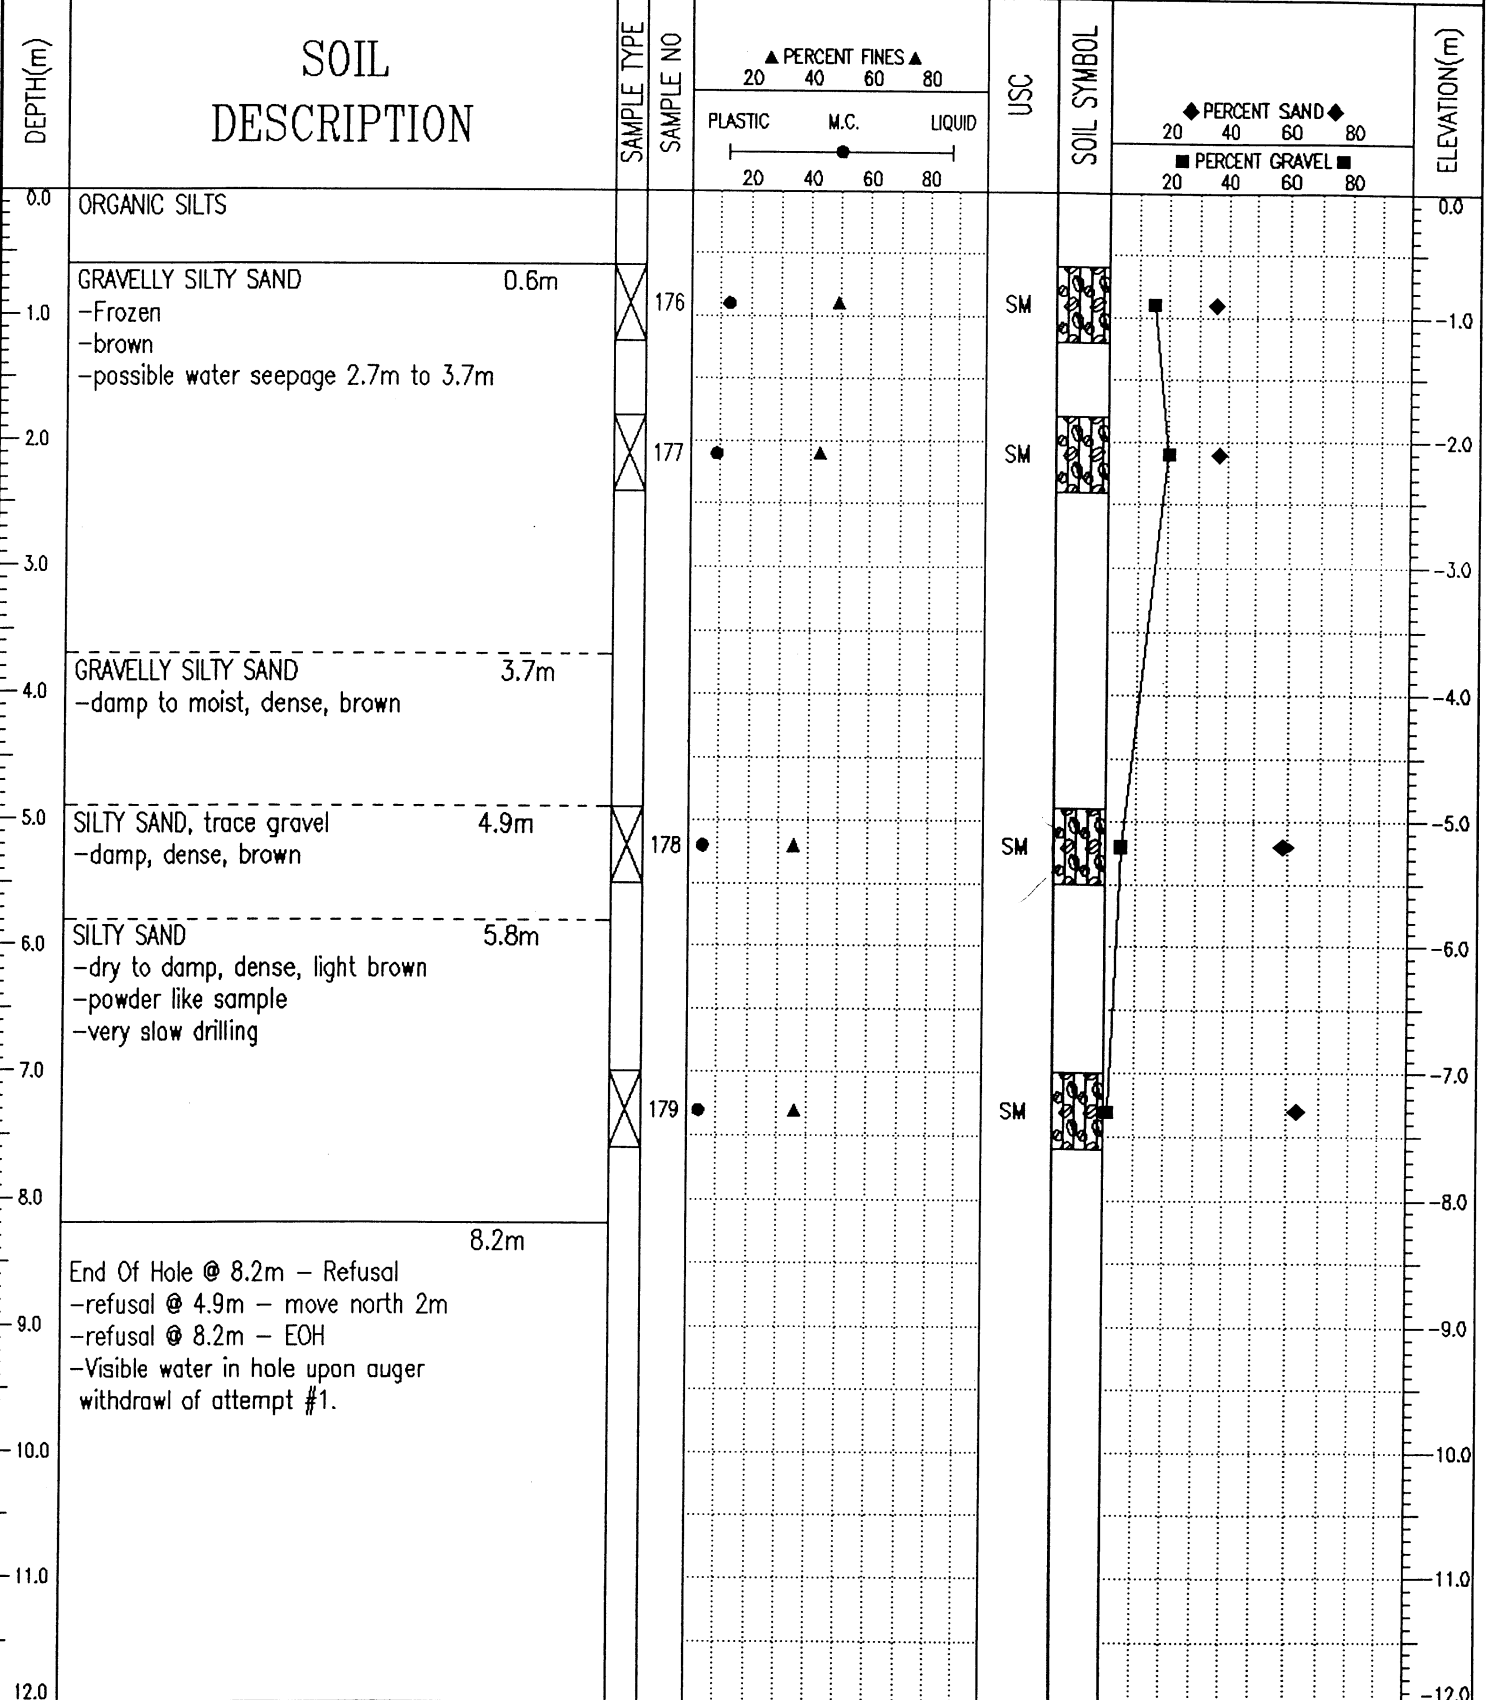 DEPTH(m)
SOIL
DESCRIPTION
SAMPLE TYPE
SAMPLE NO
▲ PERCENT FINES ▲
20 40 60 80
PLASTIC M.C. LIQUID
20 40 60 80
USC
SOIL SYMBOL
◆ PERCENT SAND ◆
20 40 60 80
■ PERCENT GRAVEL ■
20 40 60 80
ELEVATION(m)
0.0 ORGANIC SILTS 0.0
GRAVELLY SILTY SAND 0.6m
176 SM
1.0 -Frozen -1.0
-brown
-possible water seepage 2.7m to 3.7m
2.0 177 SM -2.0
3.0 -3.0
GRAVELLY SILTY SAND 3.7m
4.0 -damp to moist, dense, brown -4.0
5.0 SILTY SAND, trace gravel 4.9m -5.0
-damp, dense, brown 178 SM
6.0 SILTY SAND 5.8m -6.0
-dry to damp, dense, light brown
-powder like sample
-very slow drilling
7.0 -7.0
179 SM
8.0 -8.0
8.2m
End Of Hole @ 8.2m - Refusal
-refusal @ 4.9m - move north 2m
9.0 -refusal @ 8.2m - EOH -9.0
-Visible water in hole upon auger
withdrawl of attempt #1.
10.0 -10.0
11.0 -11.0
12.0 -12.0